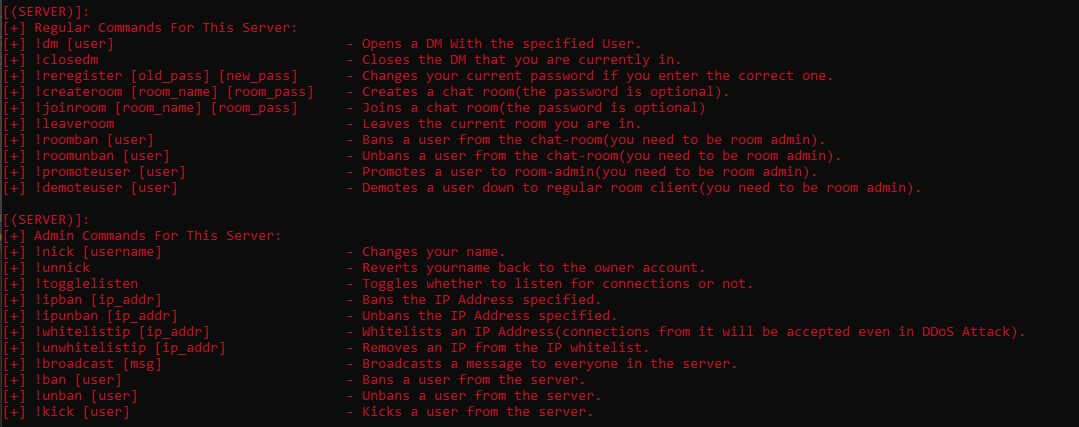 [(SERVER)]:
[+] Regular Commands For This Server:
[+] !dm [user] - Opens a DM With the specified User.
[+] !closedm - Closes the DM that you are currently in.
[+] !reregister [old_pass] [new_pass] - Changes your current password if you enter the correct one.
[+] !createroom [room_name] [room_pass] - Creates a chat room(the password is optional).
[+] !joinroom [room_name] [room_pass] - Joins a chat room(the password is optional)
[+] !leaveroom - Leaves the current room you are in.
[+] !roomban [user] - Bans a user from the chat-room(you need to be room admin).
[+] !roomunban [user] - Unbans a user from the chat-room(you need to be room admin).
[+] !promoteuser [user] - Promotes a user to room-admin(you need to be room admin).
[+] !demoteuser [user] - Demotes a user down to regular room client(you need to be room admin).
[(SERVER)]:
[+] Admin Commands For This Server:
[+] !nick [username] - Changes your name.
[+] !unnick - Reverts yourname back to the owner account.
[+] !togglelisten - Toggles whether to listen for connections or not.
[+] !ipban [ip_addr] - Bans the IP Address specified.
[+] !ipunban [ip_addr] - Unbans the IP Address specified.
[+] !whitelistip [ip_addr] - Whitelists an IP Address(connections from it will be accepted even in DDoS Attack).
[+] !unwhitelistip [ip_addr] - Removes an IP from the IP whitelist.
[+] !broadcast [msg] - Broadcasts a message to everyone in the server.
[+] !ban [user] - Bans a user from the server.
[+] !unban [user] - Unbans a user from the server.
[+] !kick [user] - Kicks a user from the server.